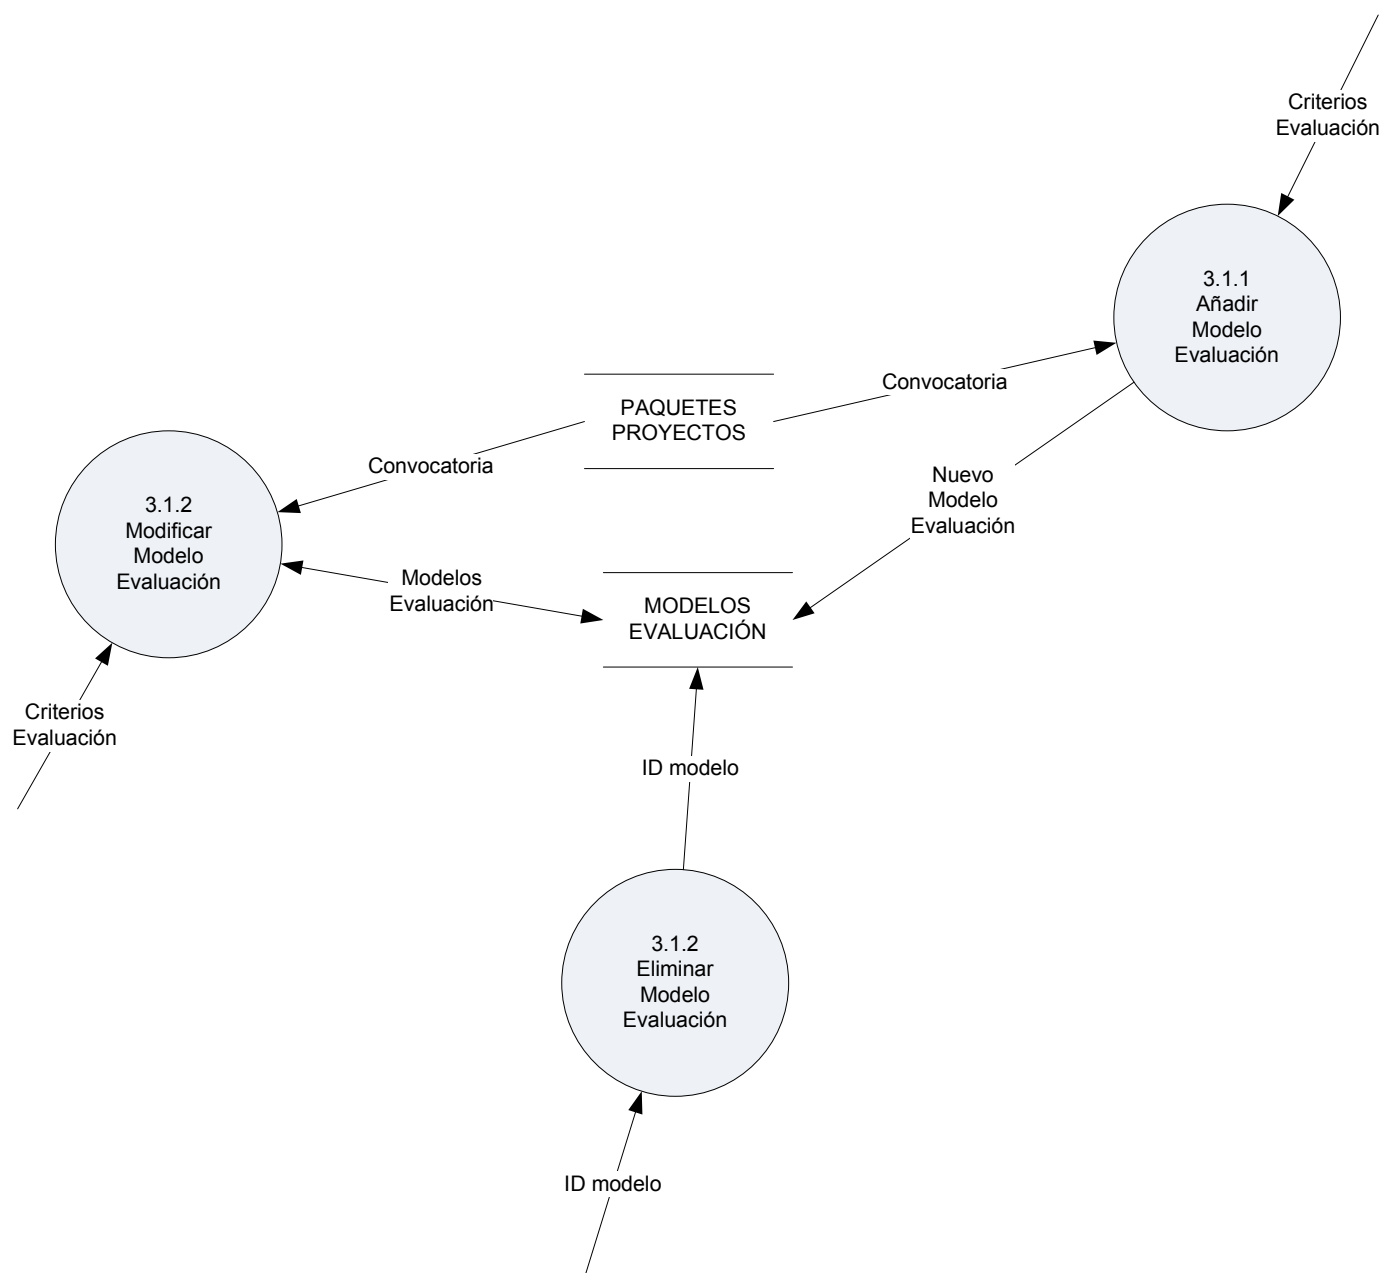 Criterios
Evaluación
3.1.1
Añadir
Modelo
Evaluación
Convocatoria
PAQUETES
PROYECTOS
Convocatoria
Nuevo
Modelo
Evaluación
3.1.2
Modificar
Modelo
Evaluación
Modelos
Evaluación
MODELOS
EVALUACIÓN
Criterios
Evaluación
ID modelo
3.1.2
Eliminar
Modelo
Evaluación
ID modelo